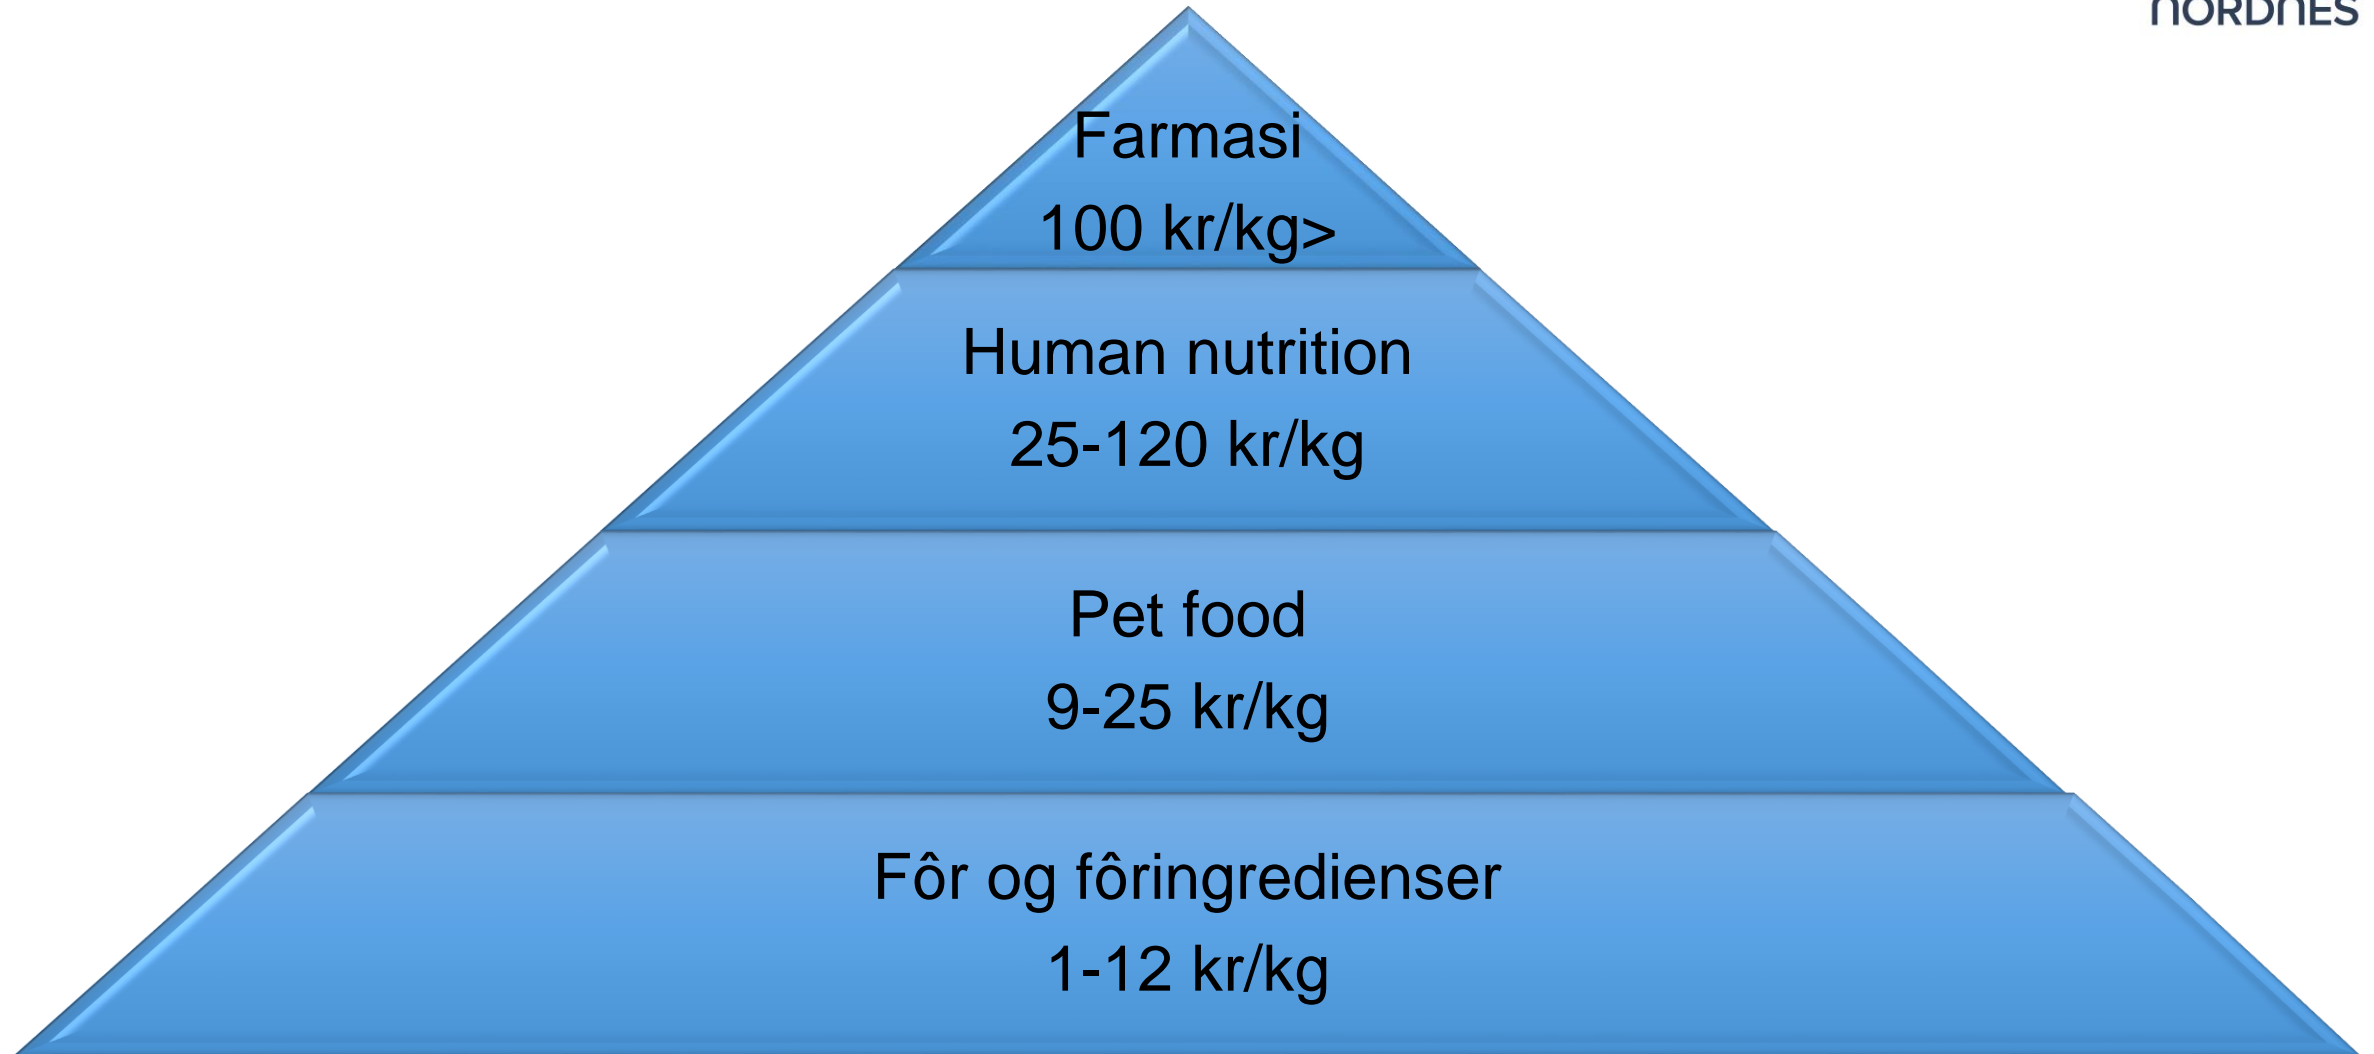 NORDNES
Farmasi
100 kr/kg>
Human nutrition
25-120 kr/kg
Pet food
9-25 kr/kg
Fôr og fôringredienser
1-12 kr/kg